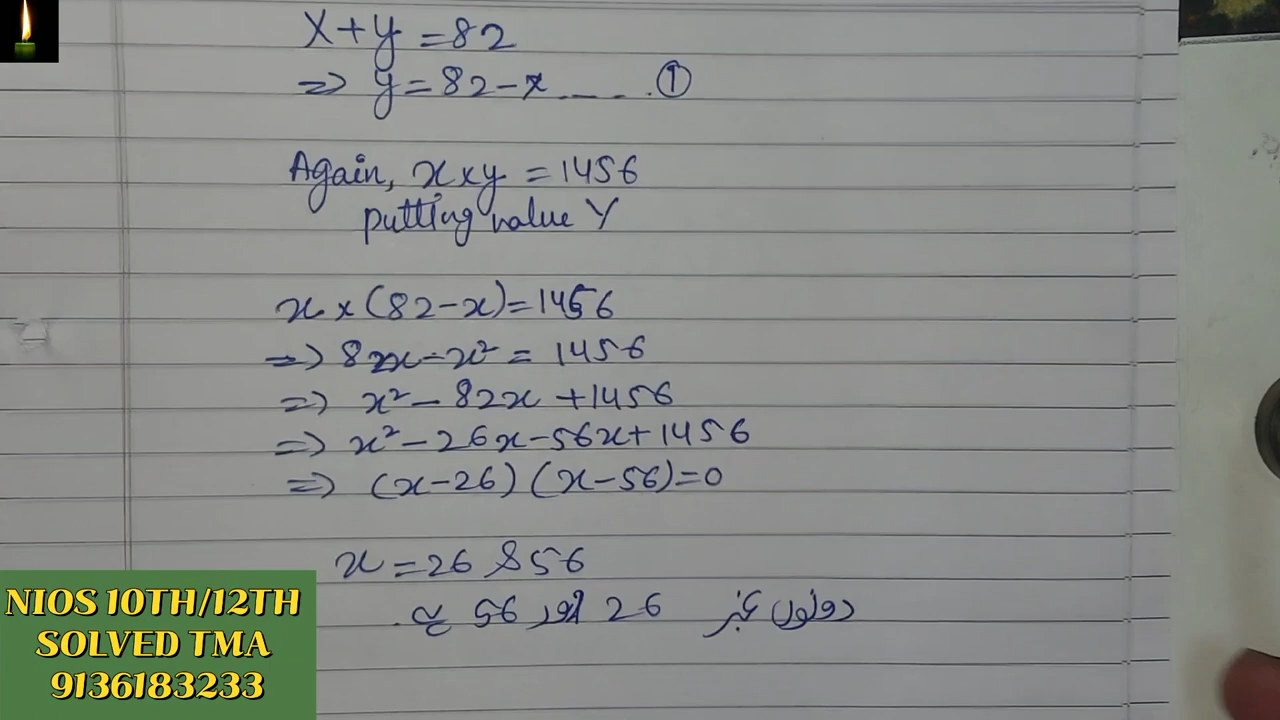 X+y=82
=> y=82-x ..... ①
Again, x×y=1456
putting value Y
x×(82-x)=1456
=> 82x-x²=1456
=> x²-82x+1456
=> x²-26x-56x+1456
=> (x-26)(x-56)=0
x=26 & 56
دونوں نمبر 26 اور 56 ہے.
NIOS 10TH/12TH
SOLVED TMA
9136183233